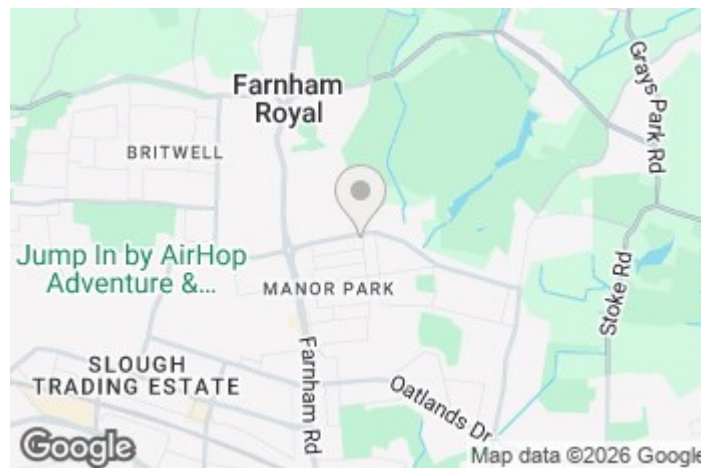 Farnham
Royal
BRITWELL
Grays Park Rd
Jump In by AirHop
Adventure &...
MANOR PARK
Stoke Rd
SLOUGH
TRADING ESTATE
Farnham Rd
Oatlands Dr
Google
Map data ©2026 Google